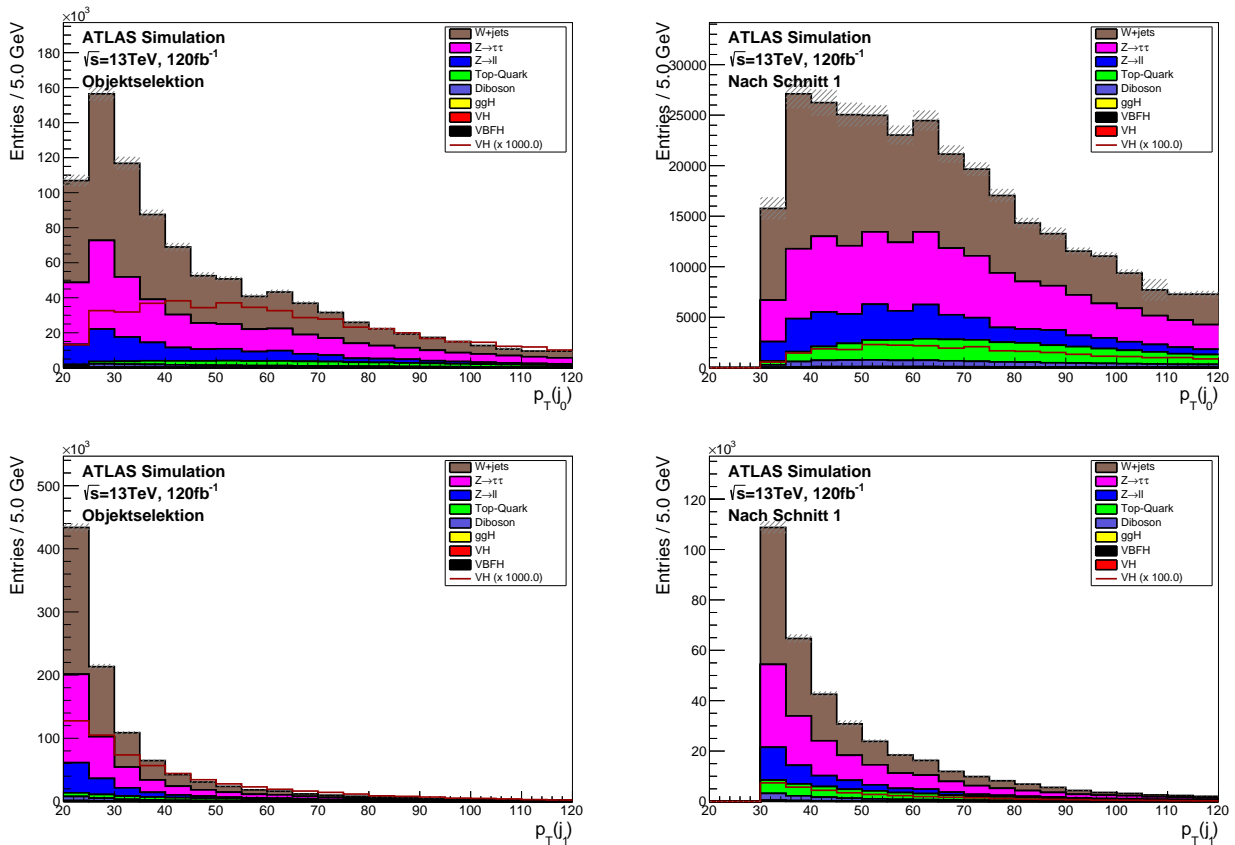 ×10³
ATLAS Simulation
√s=13TeV, 120fb⁻¹
Objektselektion
W+jets
Z→ττ
Z→ll
Top-Quark
Diboson
ggH
VH
VBFH
VH (x 1000.0)
Entries / 5.0 GeV
180
160
140
120
100
80
60
40
20
0
20 30 40 50 60 70 80 90 100 110 120
p_T(j_0)
ATLAS Simulation
√s=13TeV, 120fb⁻¹
Nach Schnitt 1
W+jets
Z→ττ
Z→ll
Top-Quark
Diboson
ggH
VBFH
VH
VH (x 100.0)
Entries / 5.0 GeV
30000
25000
20000
15000
10000
5000
0
20 30 40 50 60 70 80 90 100 110 120
p_T(j_0)
×10³
ATLAS Simulation
√s=13TeV, 120fb⁻¹
Objektselektion
W+jets
Z→ττ
Z→ll
Top-Quark
Diboson
ggH
VH
VBFH
VH (x 1000.0)
Entries / 5.0 GeV
500
400
300
200
100
0
20 30 40 50 60 70 80 90 100 110 120
p_T(j_1)
×10³
ATLAS Simulation
√s=13TeV, 120fb⁻¹
Nach Schnitt 1
W+jets
Z→ττ
Z→ll
Top-Quark
Diboson
ggH
VBFH
VH
VH (x 100.0)
Entries / 5.0 GeV
120
100
80
60
40
20
0
20 30 40 50 60 70 80 90 100 110 120
p_T(j_1)